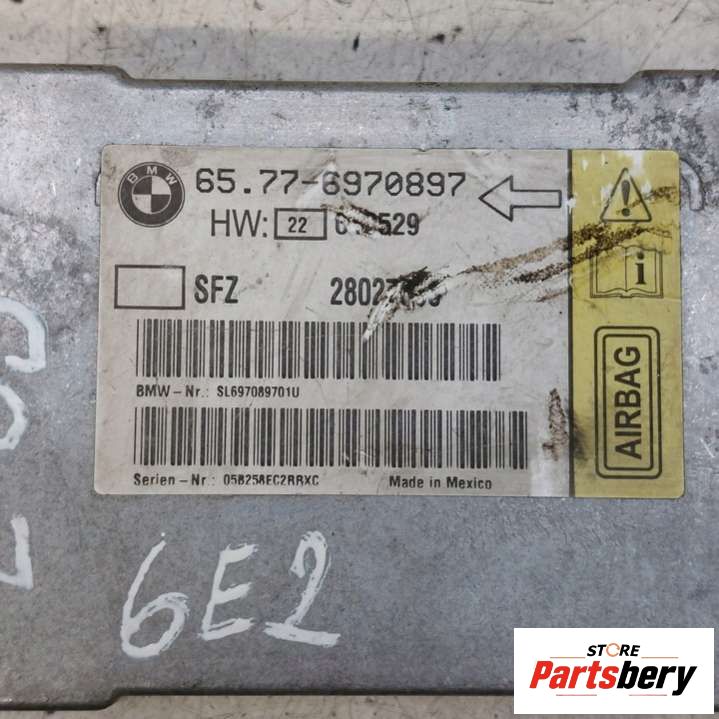 BMW 65.77-6970897
HW: 22
SFZ
BMW-Nr.: SL697089701U
Serien-Nr: 05B258EC2RRXC Made in Mexico
AIRBAG
6E2
STORE
Partsbery